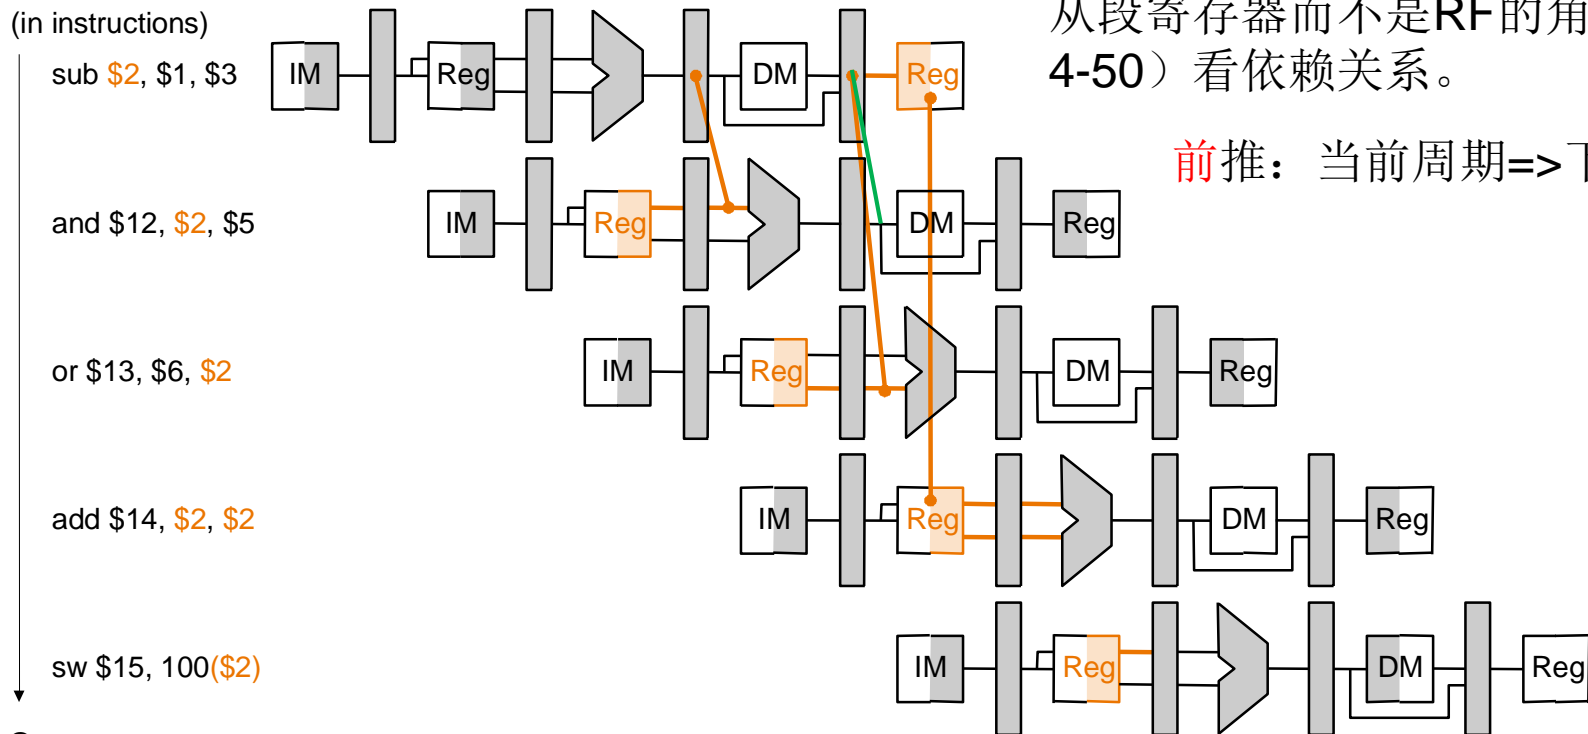 (in instructions)
从段寄存器而不是RF的角
sub $2, $1, $3 IM Reg DM Reg
4-50）看依赖关系。
前推：当前周期=>下
and $12, $2, $5 IM Reg DM Reg
or $13, $6, $2 IM Reg DM Reg
add $14, $2, $2 IM Reg DM Reg
sw $15, 100($2) IM Reg DM Reg